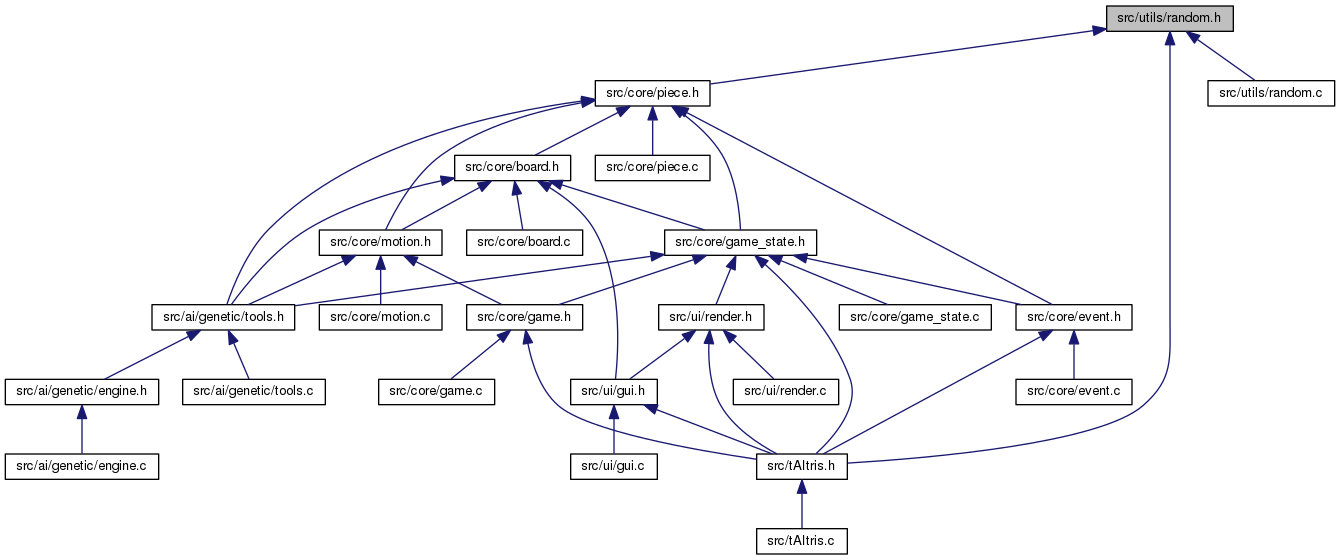 src/utils/random.h
src/core/piece.h
src/utils/random.c
src/core/board.h
src/core/piece.c
src/core/motion.h
src/core/board.c
src/core/game_state.h
src/ai/genetic/tools.h
src/core/motion.c
src/core/game.h
src/ui/render.h
src/core/game_state.c
src/core/event.h
src/ai/genetic/engine.h
src/ai/genetic/tools.c
src/core/game.c
src/ui/gui.h
src/ui/render.c
src/core/event.c
src/ai/genetic/engine.c
src/ui/gui.c
src/tAItris.h
src/tAItris.c